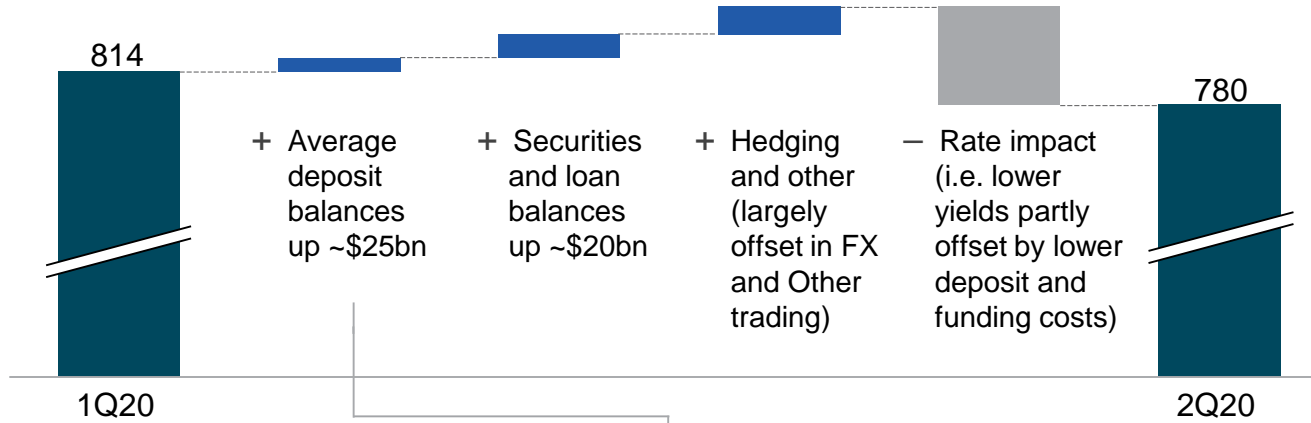 814
780
+ Average
deposit
balances
up ~$25bn
+ Securities
and loan
balances
up ~$20bn
+ Hedging
and other
(largely
offset in FX
and Other
trading)
– Rate impact
(i.e. lower
yields partly
offset by lower
deposit and
funding costs)
1Q20
2Q20